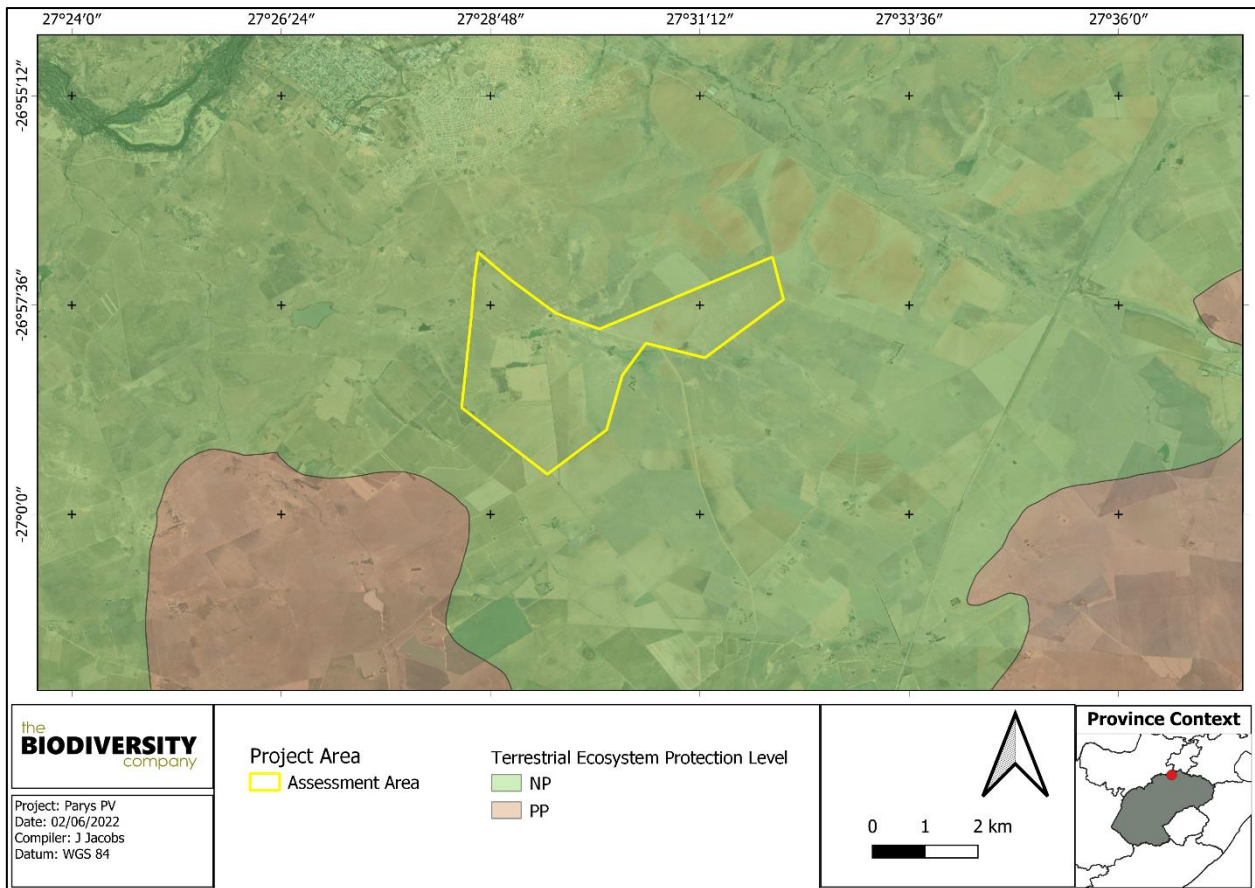 27°24′0″ 27°26′24″ 27°28′48″ 27°31′12″ 27°33′36″ 27°36′0″
-26°55′12″
-26°57′36″
-27°0′0″
the
BIODIVERSITY
company
Project: Parys PV
Date: 02/06/2022
Compiler: J Jacobs
Datum: WGS 84
Project Area
Assessment Area
Terrestrial Ecosystem Protection Level
NP
PP
0 1 2 km
Province Context